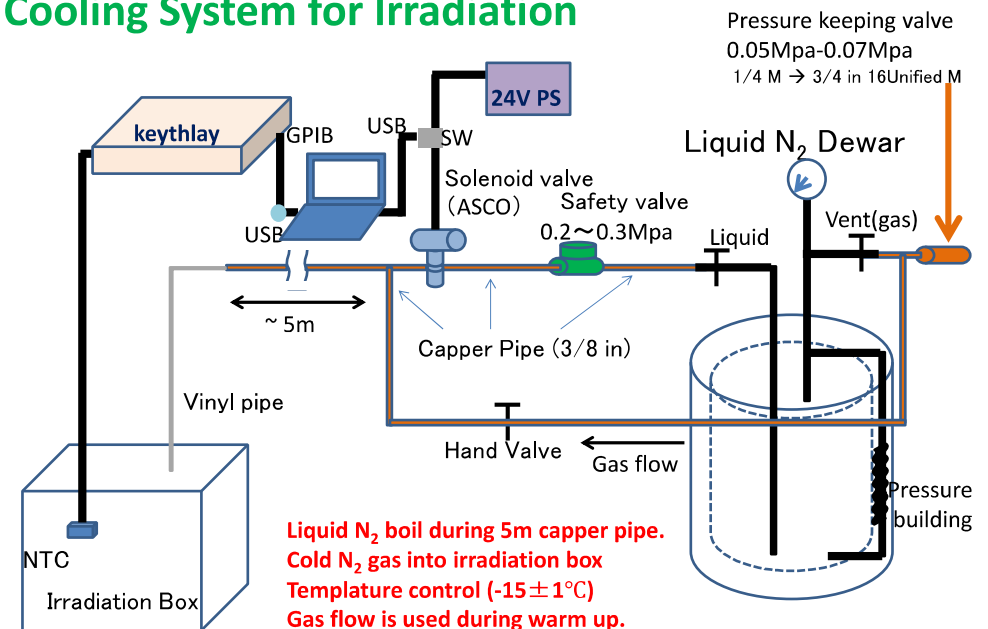 Cooling System for Irradiation
Pressure keeping valve
0.05Mpa-0.07Mpa
1/4 M → 3/4 in 16Unified M
24V PS
keythlay
GPIB
USB
SW
Liquid N₂ Dewar
Solenoid valve
(ASCO)
Safety valve
0.2～0.3Mpa
USB
Liquid
Vent(gas)
~ 5m
Capper Pipe (3/8 in)
Vinyl pipe
Hand Valve
Gas flow
Pressure
building
NTC
Irradiation Box
Liquid N₂ boil during 5m capper pipe.
Cold N₂ gas into irradiation box
Templature control (-15±1℃)
Gas flow is used during warm up.